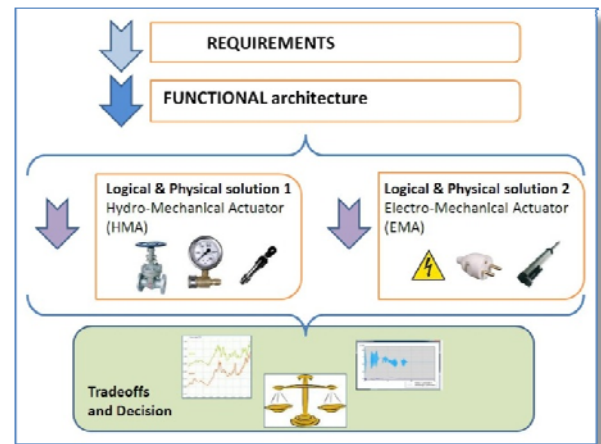 REQUIREMENTS
FUNCTIONAL architecture
Logical & Physical solution 1
Hydro-Mechanical Actuator
(HMA)
Logical & Physical solution 2
Electro-Mechanical Actuator
(EMA)
Tradeoffs
and Decision